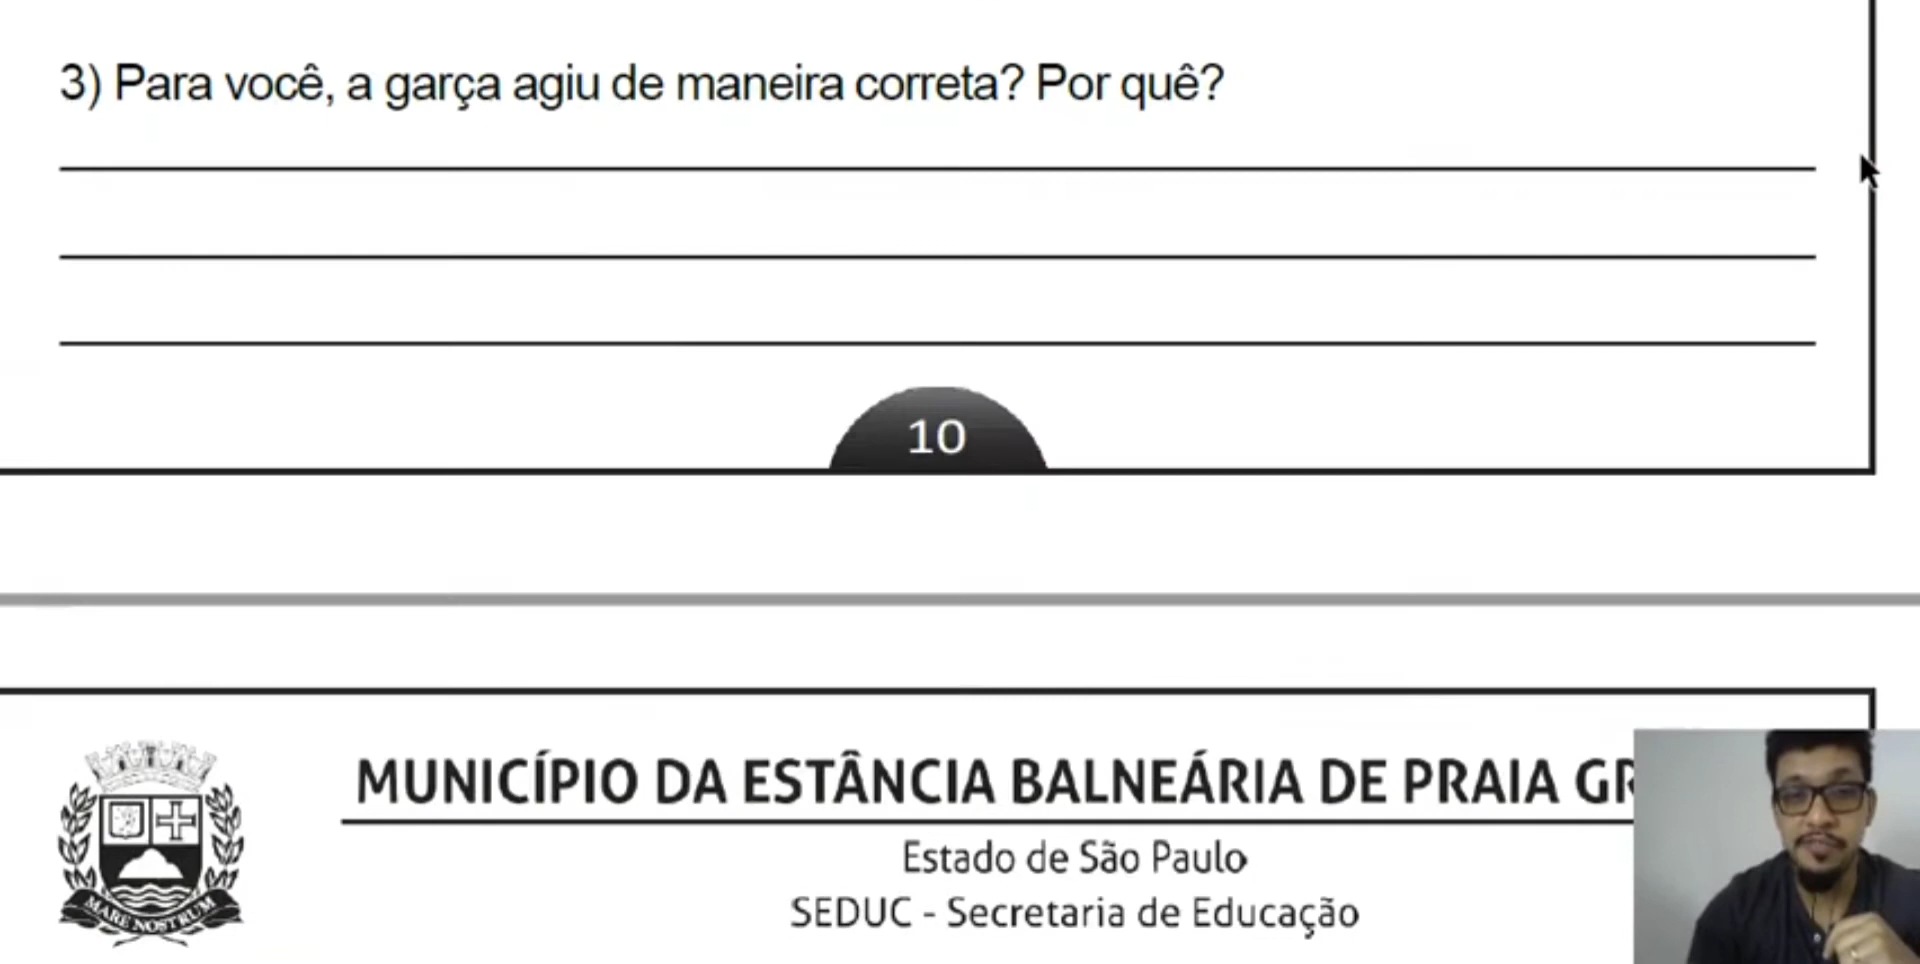 3) Para você, a garça agiu de maneira correta? Por quê?
10
MUNICÍPIO DA ESTÂNCIA BALNEÁRIA DE PRAIA GR
Estado de São Paulo
SEDUC - Secretaria de Educação
MARE NOSTRUM